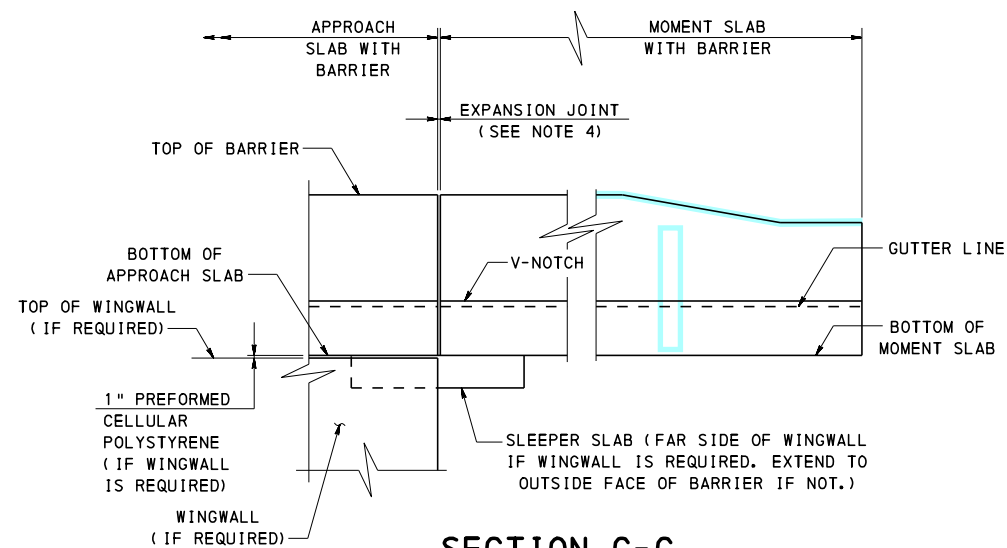 APPROACH
SLAB WITH
BARRIER
MOMENT SLAB
WITH BARRIER
EXPANSION JOINT
(SEE NOTE 4)
TOP OF BARRIER
BOTTOM OF
APPROACH SLAB
V-NOTCH
GUTTER LINE
TOP OF WINGWALL
(IF REQUIRED)
BOTTOM OF
MOMENT SLAB
1" PREFORMED
CELLULAR
POLYSTYRENE
(IF WINGWALL
IS REQUIRED)
SLEEPER SLAB (FAR SIDE OF WINGWALL
IF WINGWALL IS REQUIRED. EXTEND TO
OUTSIDE FACE OF BARRIER IF NOT.)
WINGWALL
(IF REQUIRED)
SECTION C-C